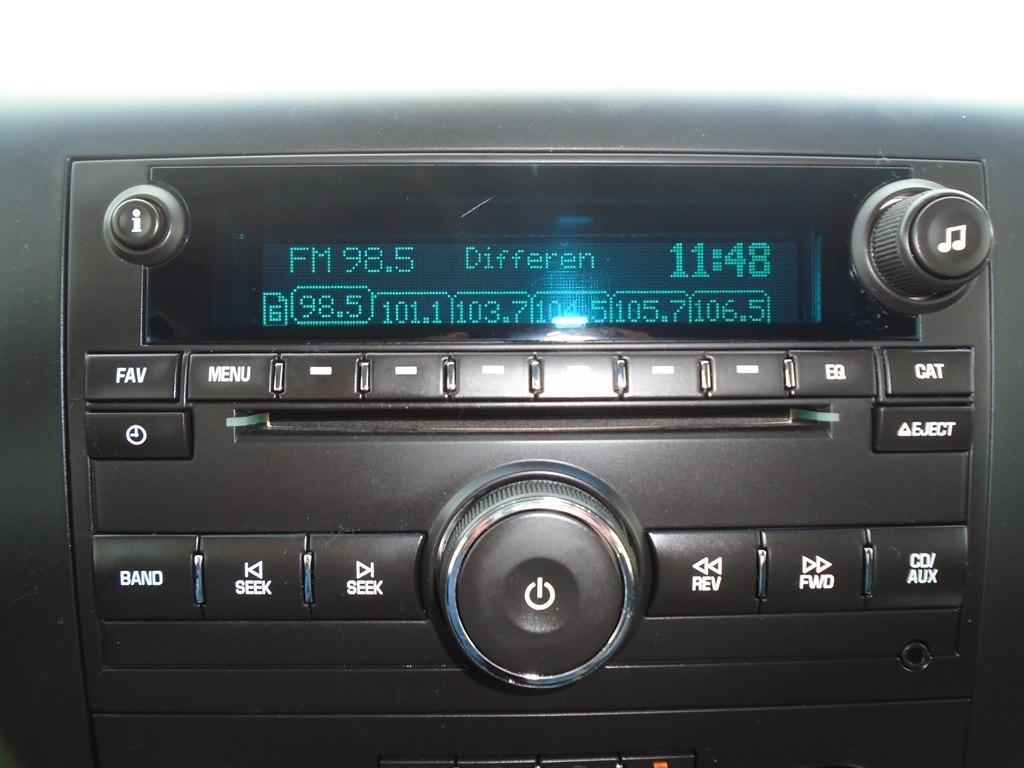 FM 98.5 Differen 11:48
6 98.5 101.1 103.7 105.7 106.5
FAV MENU EQ CAT
EJECT
BAND SEEK SEEK REV FWD CD/
AUX